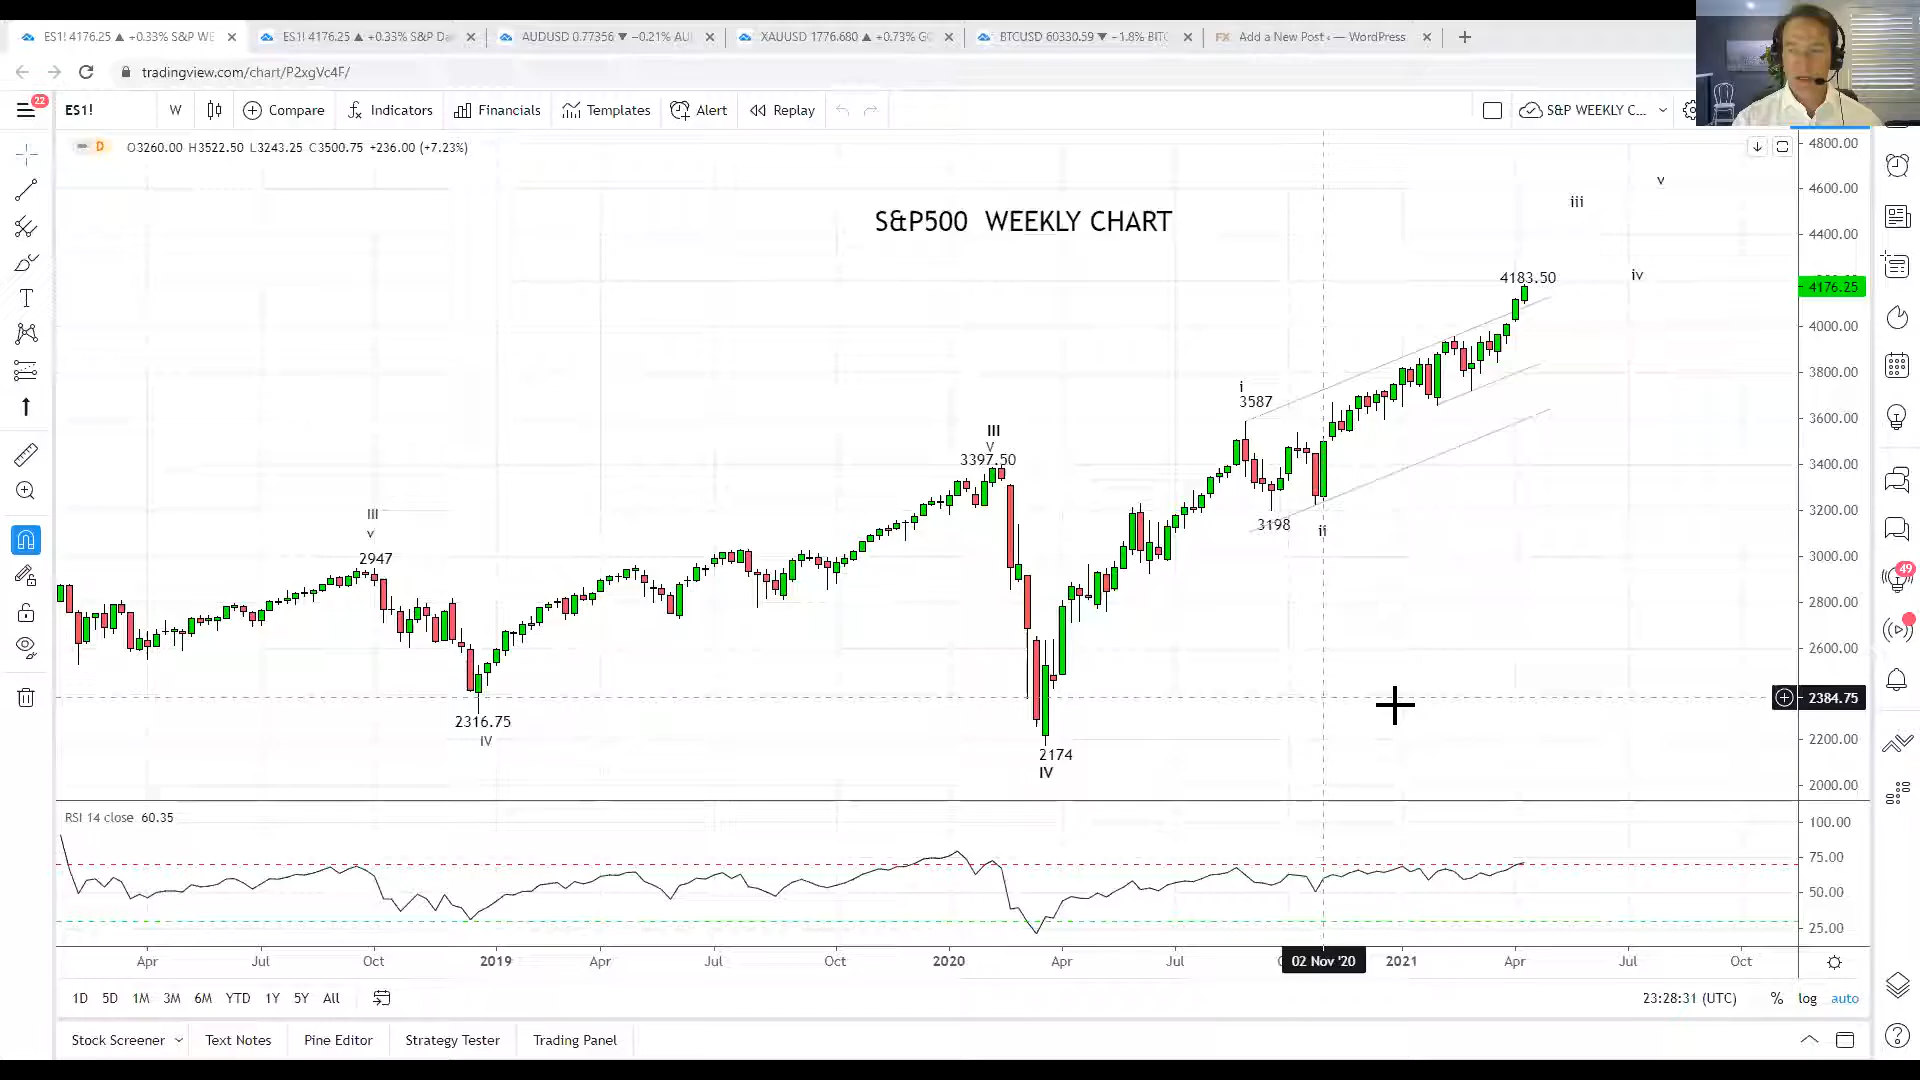 ES1! 4176.25 ▲ +0.33% S&P WE
ES1! 4176.25 ▲ +0.33% S&P Da
AUDUSD 0.77356 ▼ −0.21% AU
XAUUSD 1776.680 ▲ +0.73% G
BTCUSD 60330.59 ▼ −1.8% BIT
FX Add a New Post — WordPress
tradingview.com/chart/P2xgVc4F/
22
ES1! W Compare Indicators Financials Templates Alert Replay S&P WEEKLY C...
D O3260.00 H3522.50 L3243.25 C3500.75 +236.00 (+7.23%)
S&P500 WEEKLY CHART
4800.00
4600.00
4400.00
4176.25
4000.00
3800.00
3600.00
3400.00
3200.00
3000.00
2800.00
2600.00
2384.75
2200.00
2000.00
v
iii
iv
4183.50
i
3587
III
v
3397.50
3198
ii
III
v
2947
2316.75
IV
2174
IV
49
RSI 14 close 60.35
100.00
75.00
50.00
25.00
Apr Jul Oct 2019 Apr Jul Oct 2020 Apr Jul 02 Nov '20 2021 Apr Jul Oct
1D 5D 1M 3M 6M YTD 1Y 5Y All
23:28:31 (UTC) % log auto
Stock Screener Text Notes Pine Editor Strategy Tester Trading Panel